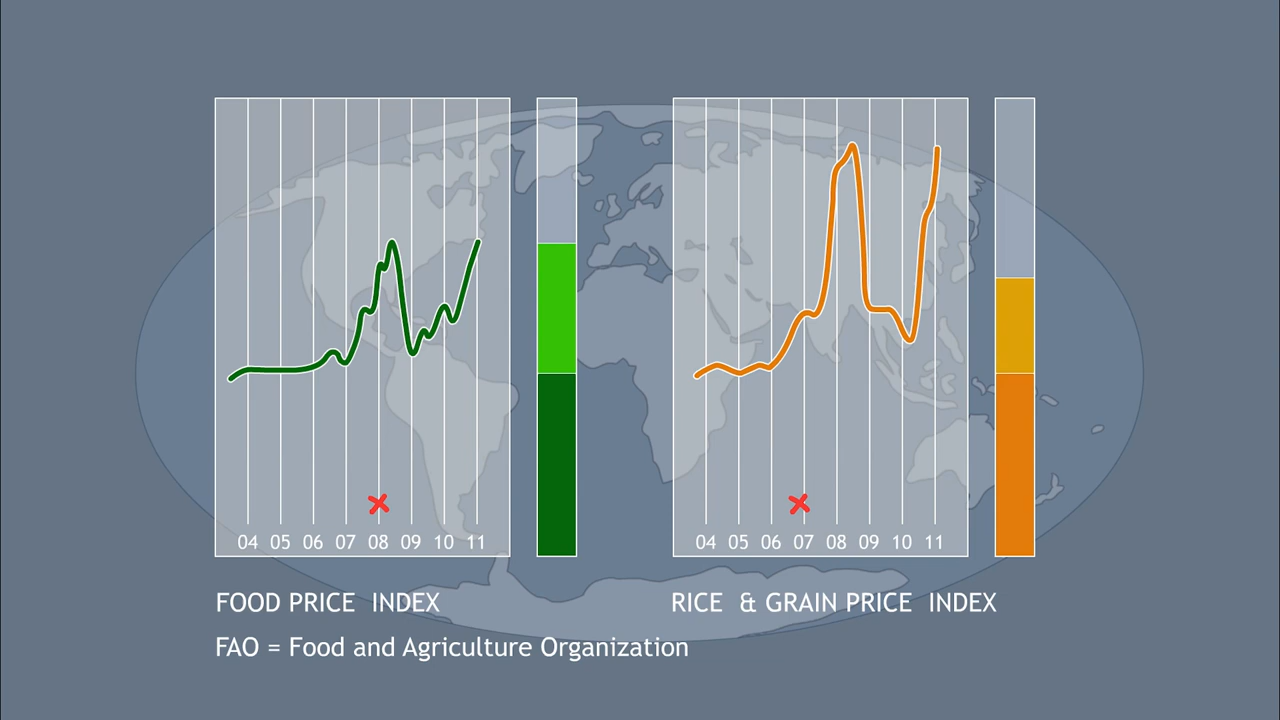 04 05 06 07 08 09 10 11
04 05 06 07 08 09 10 11
FOOD PRICE INDEX
RICE & GRAIN PRICE INDEX
FAO = Food and Agriculture Organization